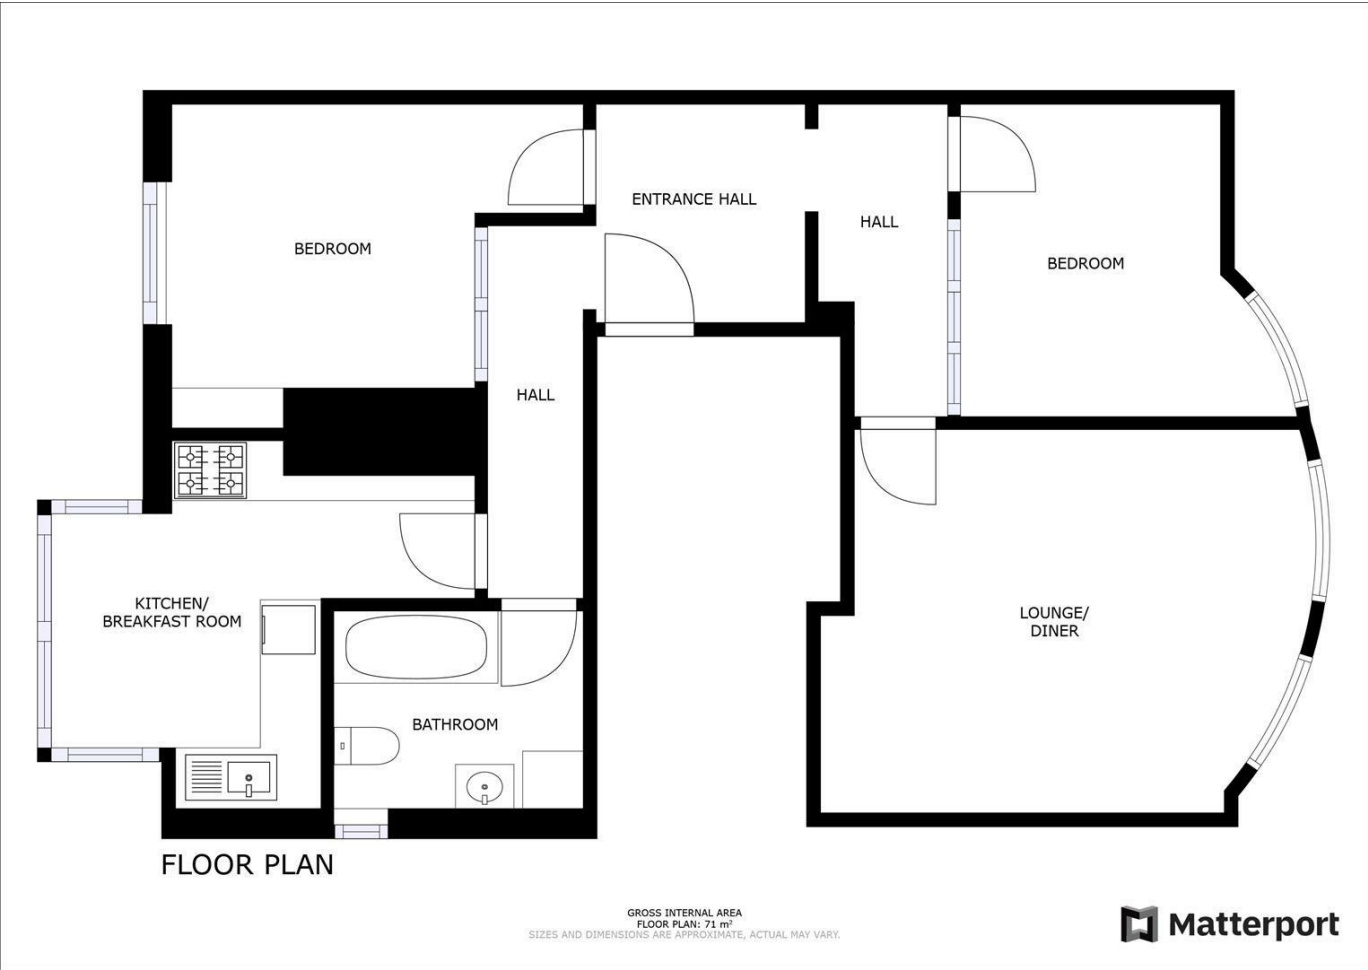 ENTRANCE HALL
HALL
BEDROOM
BEDROOM
HALL
KITCHEN/
BREAKFAST ROOM
LOUNGE/
DINER
BATHROOM
FLOOR PLAN
GROSS INTERNAL AREA
FLOOR PLAN: 71 m²
SIZES AND DIMENSIONS ARE APPROXIMATE, ACTUAL MAY VARY.
Matterport